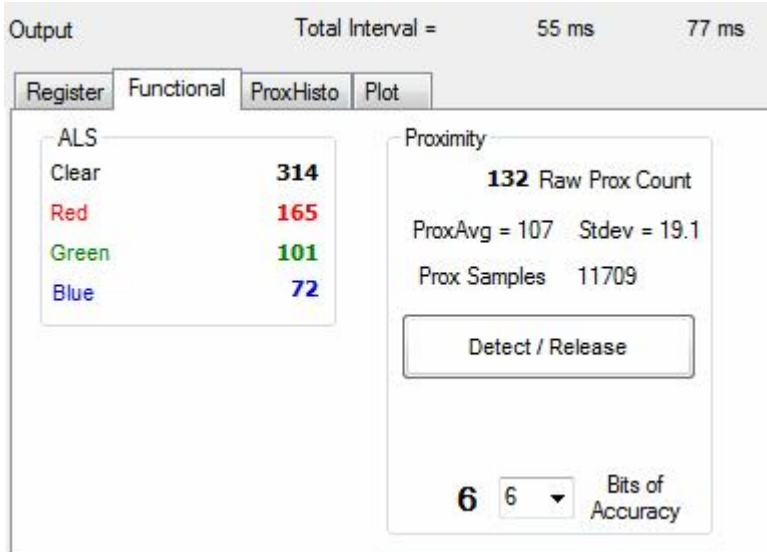 Output Total Interval = 55 ms 77 ms
Register Functional ProxHisto Plot
ALS
Clear 314
Red 165
Green 101
Blue 72
Proximity
132 Raw Prox Count
ProxAvg = 107 Stdev = 19.1
Prox Samples 11709
Detect / Release
6 6 Bits of
Accuracy